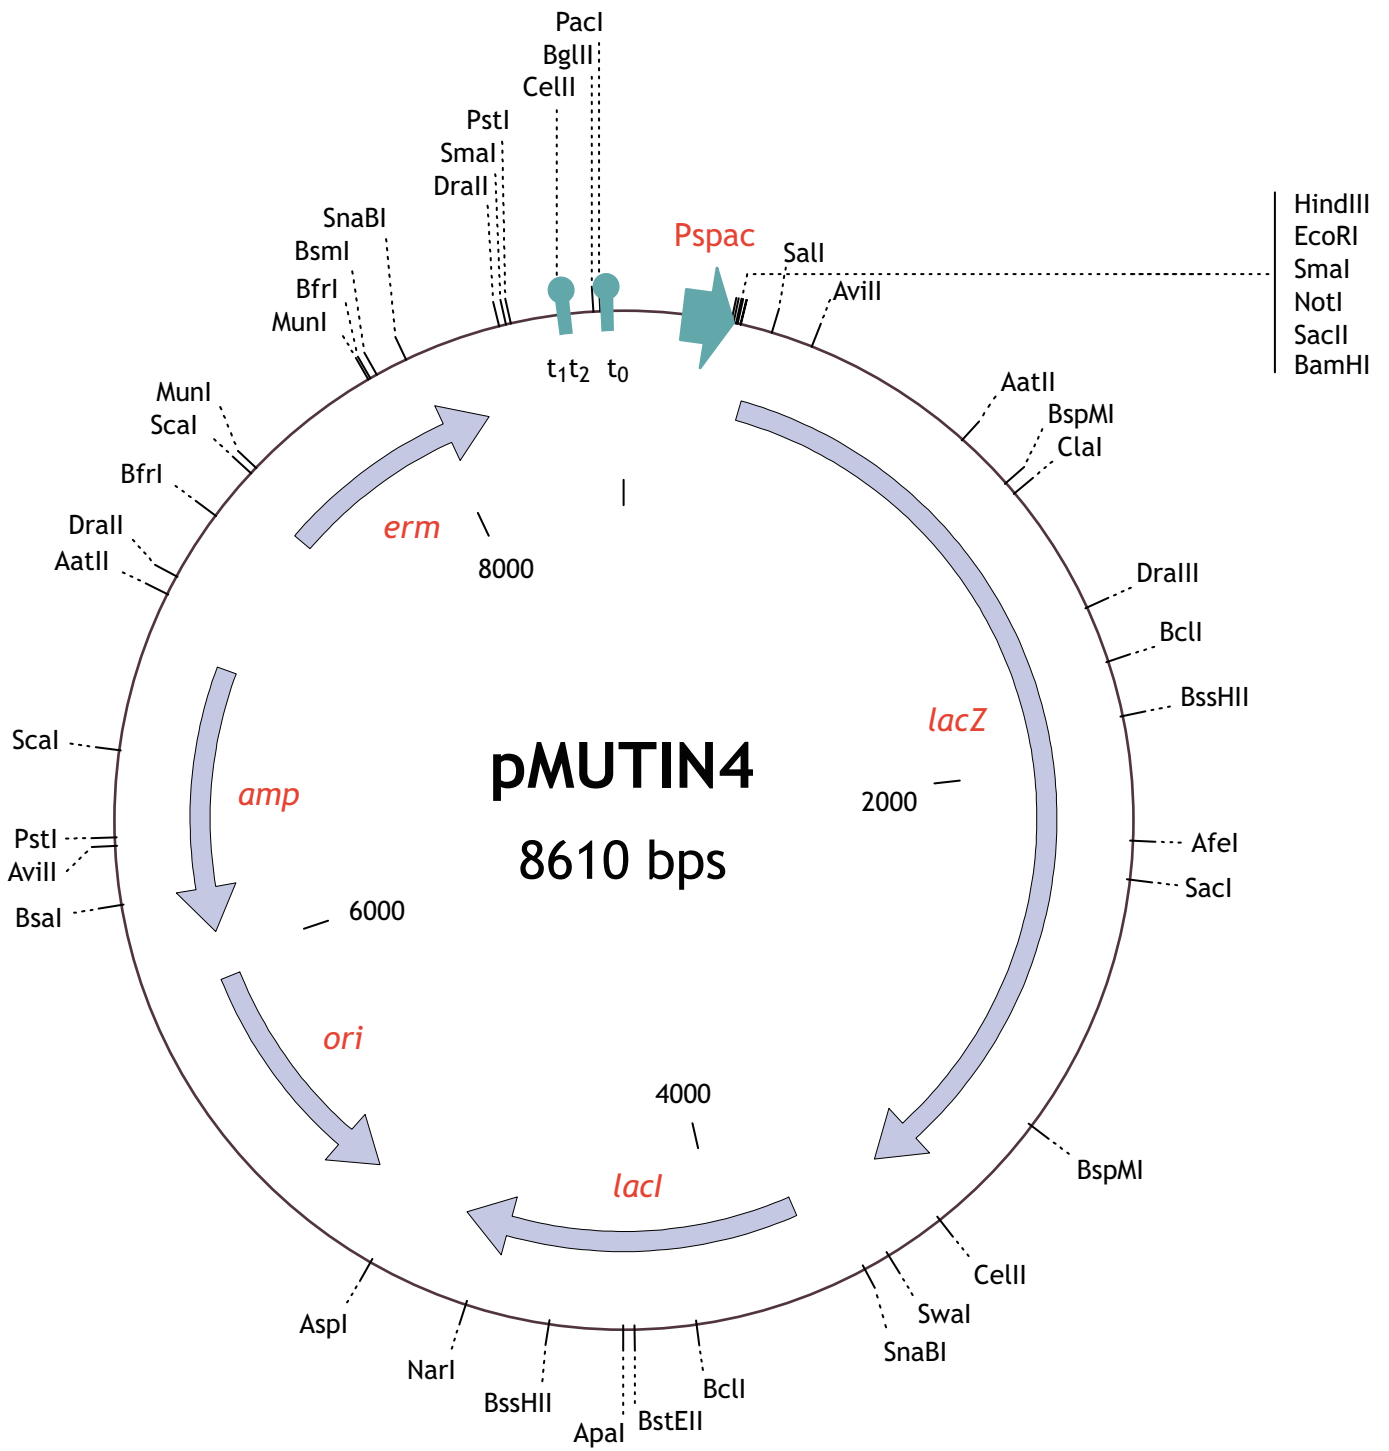 PacI
BglII
CelII
PstI
SmaI
DraII
SnaBI
BsmI
BfrI
MunI
MunI
ScaI
BfrI
DraII
AatII
ScaI
PstI
AviII
BsaI
Pspac
SalI
AviII
HindIII
EcoRI
SmaI
NotI
SacII
BamHI
AatII
BspMI
ClaI
DraIII
BclI
BssHII
AfeI
SacI
BspMI
CelII
SwaI
SnaBI
BclI
BstEII
ApaI
BssHII
NarI
AspI
t1t2 t0
erm
8000
lacZ
pMUTIN4
2000
amp
8610 bps
6000
ori
4000
lacI